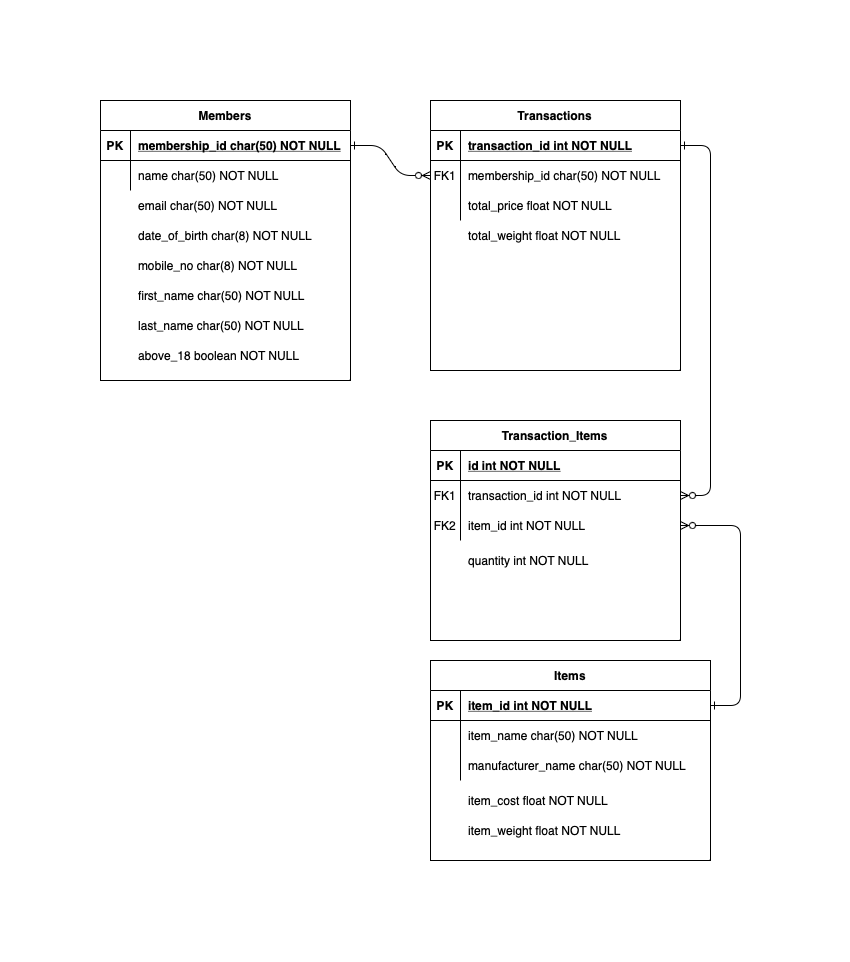 Members
PK membership_id char(50) NOT NULL
name char(50) NOT NULL
email char(50) NOT NULL
date_of_birth char(8) NOT NULL
mobile_no char(8) NOT NULL
first_name char(50) NOT NULL
last_name char(50) NOT NULL
above_18 boolean NOT NULL
Transactions
PK transaction_id int NOT NULL
FK1 membership_id char(50) NOT NULL
total_price float NOT NULL
total_weight float NOT NULL
Transaction_Items
PK id int NOT NULL
FK1 transaction_id int NOT NULL
FK2 item_id int NOT NULL
quantity int NOT NULL
Items
PK item_id int NOT NULL
item_name char(50) NOT NULL
manufacturer_name char(50) NOT NULL
item_cost float NOT NULL
item_weight float NOT NULL